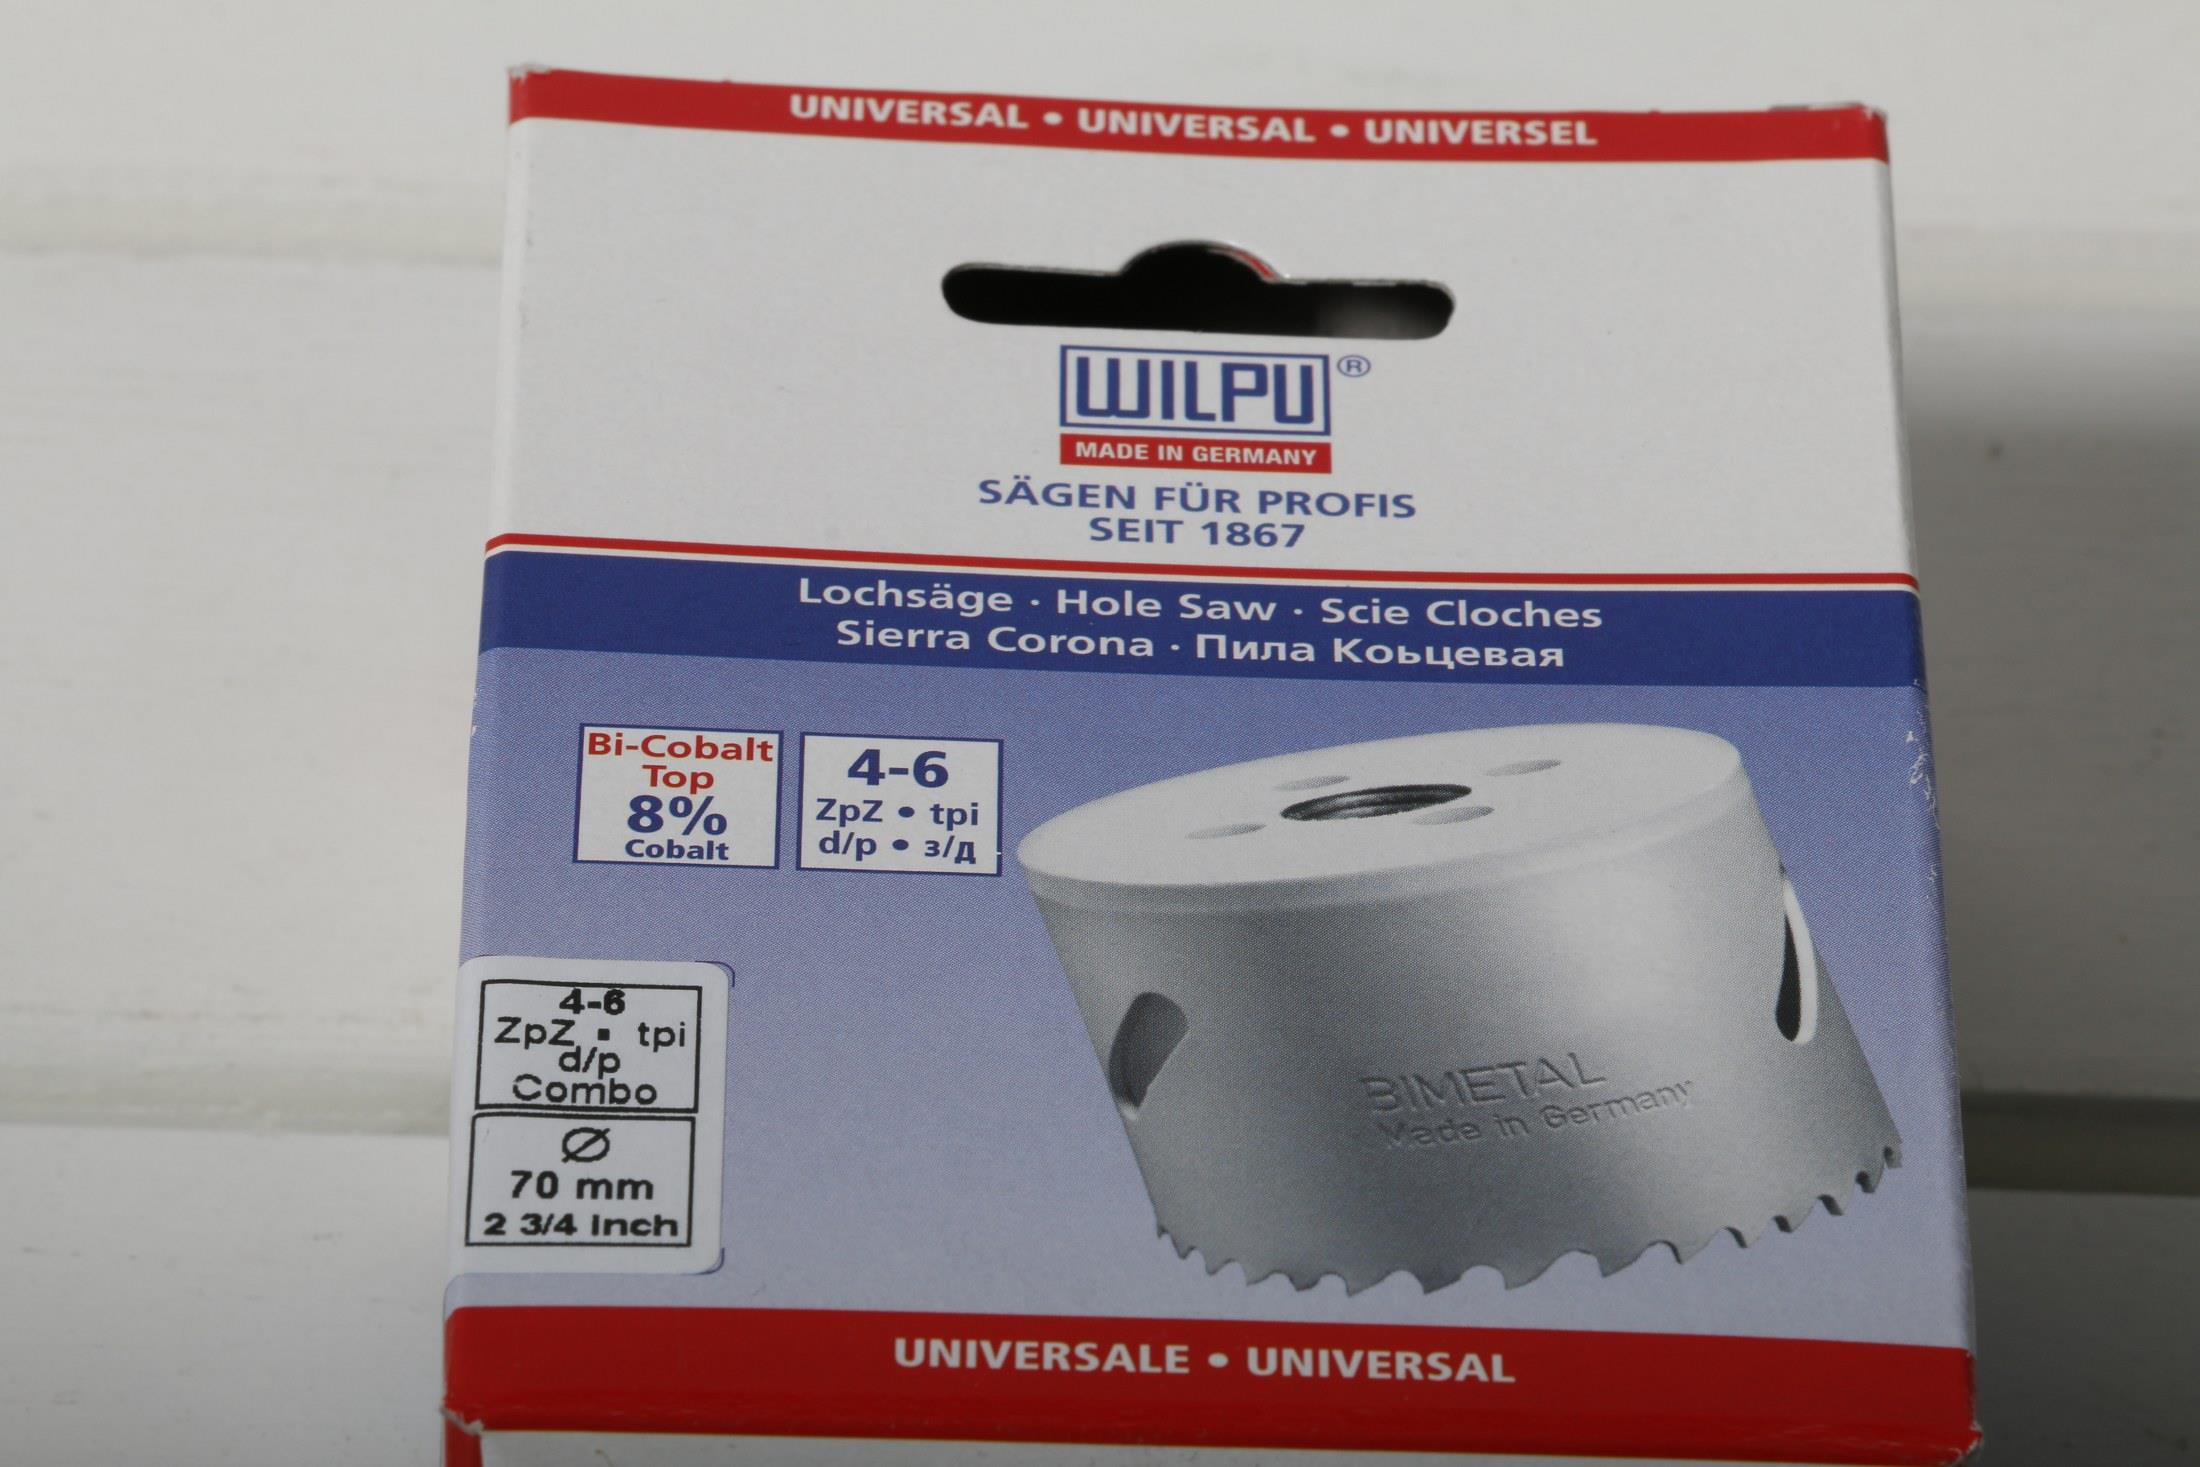 UNIVERSAL • UNIVERSAL • UNIVERSEL
WILPU®
MADE IN GERMANY
SÄGEN FÜR PROFIS
SEIT 1867
Lochsäge · Hole Saw · Scie Cloches
Sierra Corona · Пила Коьцевая
Bi-Cobalt
Top
8%
Cobalt
4-6
ZpZ • tpi
d/p • з/д
4-6
ZpZ ▪ tpi
d/p
Combo
Ø
70 mm
2 3/4 inch
BIMETAL
Made in Germany
UNIVERSALE • UNIVERSAL